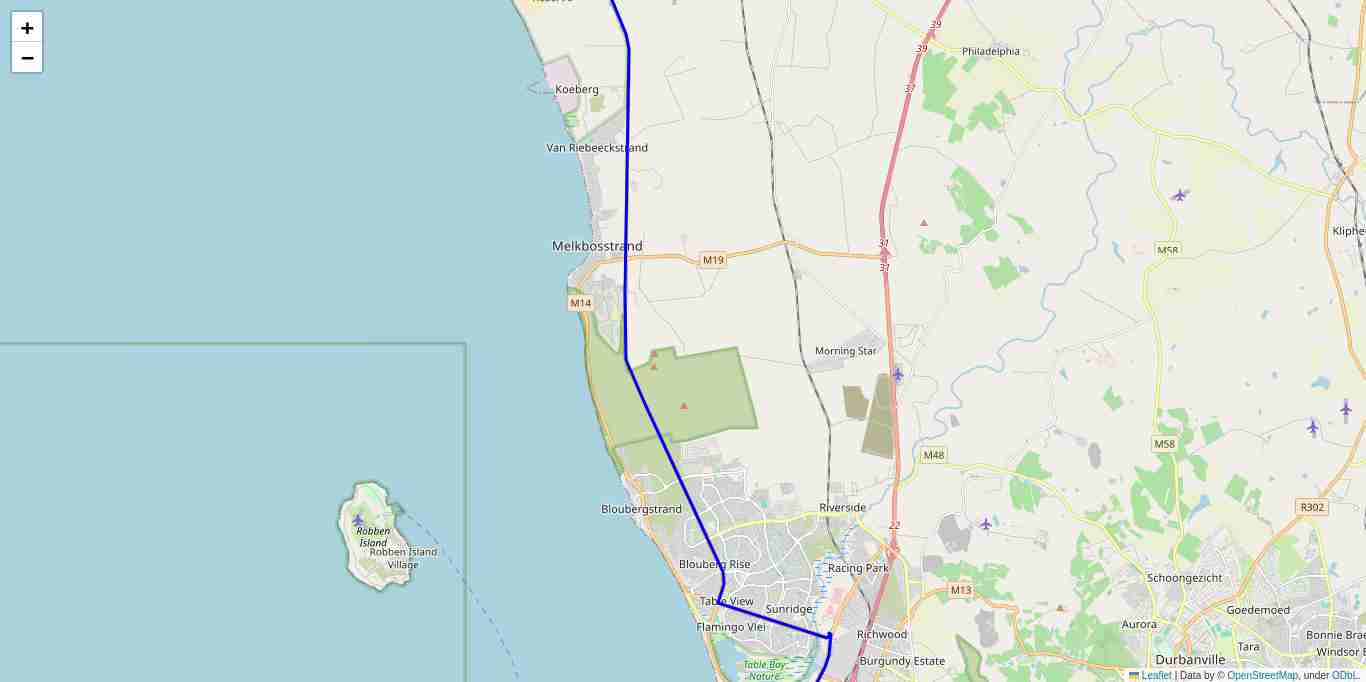 +
−
39
Philadelphia
39
37
Koeberg
Van Riebeeckstrand
Melkbosstrand
31
M58
Kliphe
M19
31
M14
Morning Star
M58
M48
Bloubergstrand
Riverside
R302
22
Robben
Island
Robben Island
Village
Blouberg Rise
Racing Park
Schoongezicht
M13
Table View
Sunridge
Goedemoed
Flamingo Vlei
Aurora
Richwood
Bonnie Brae
Tara
Windsor E
Burgundy Estate
Durbanville
Table Bay
Nature
Leaflet | Data by © OpenStreetMap, under ODbL.